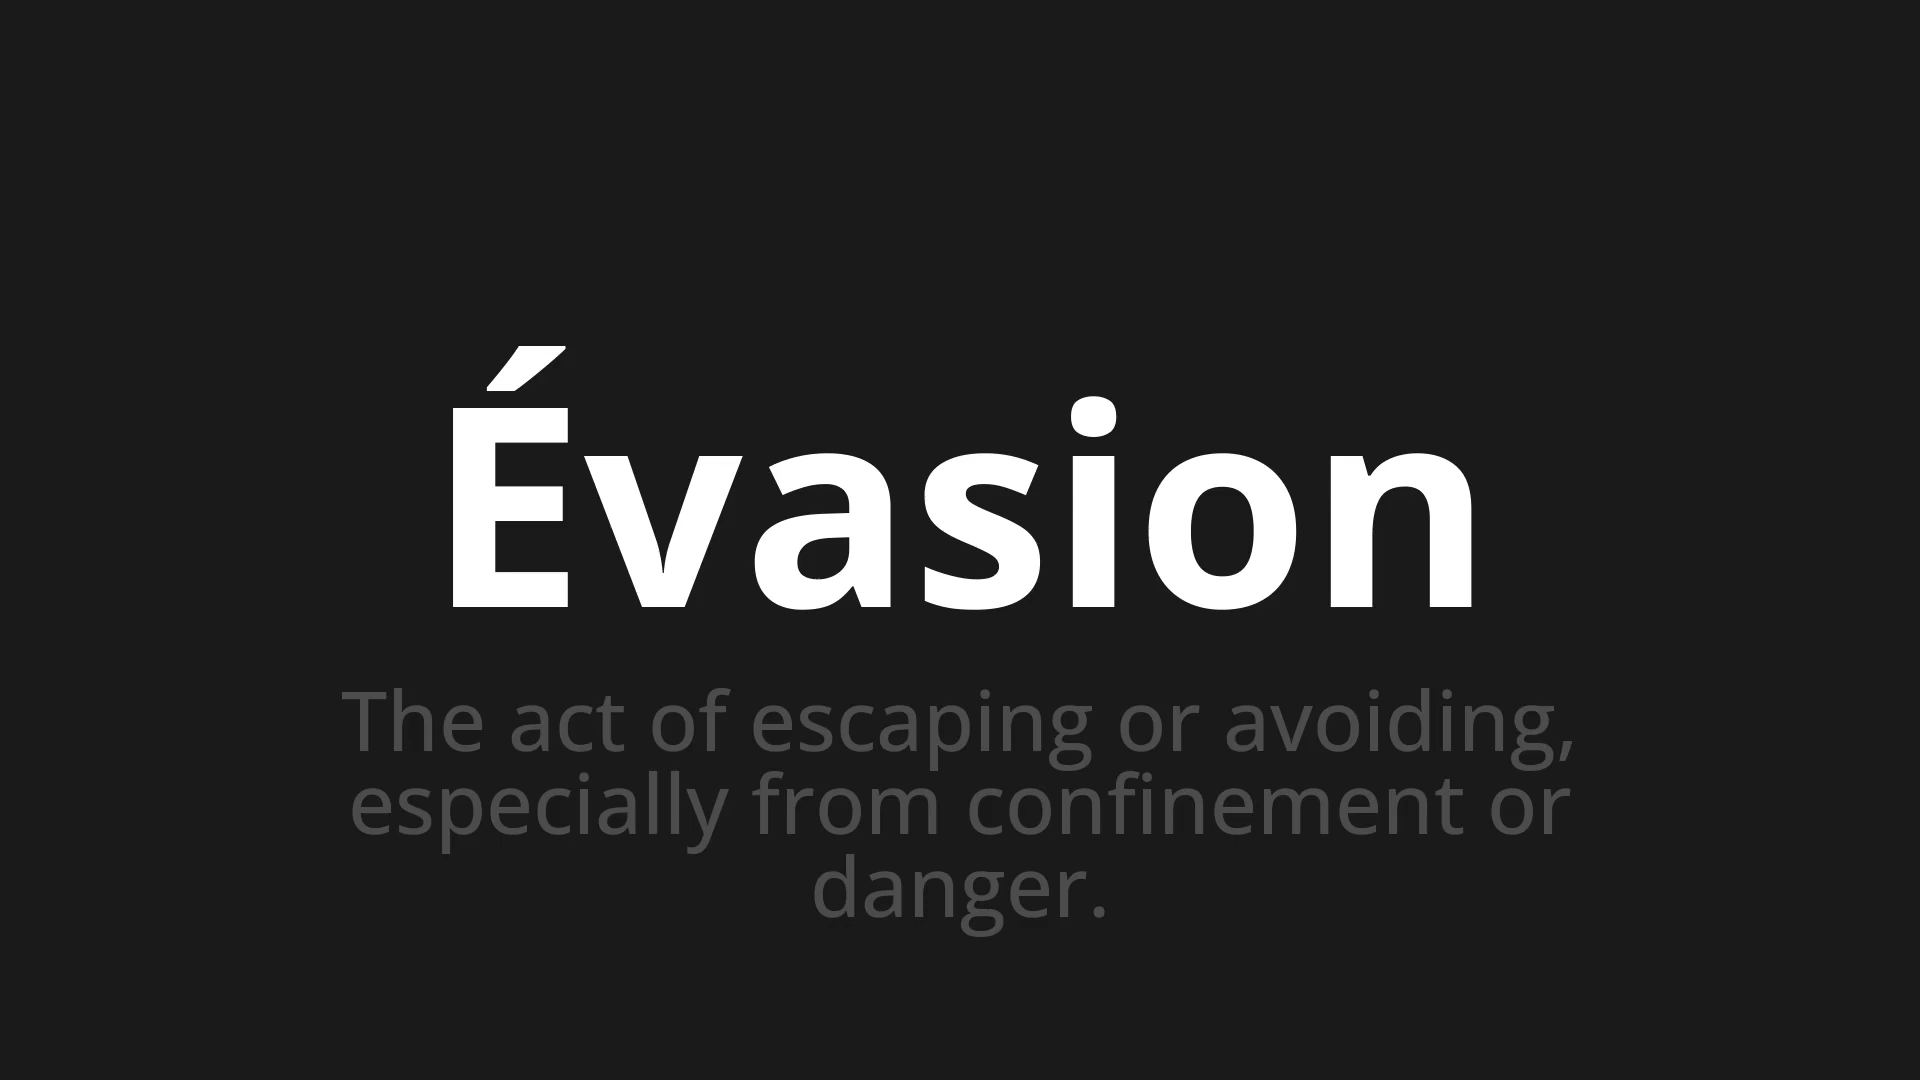 Évasion
The act of escaping or avoiding,
especially from confinement or
danger.